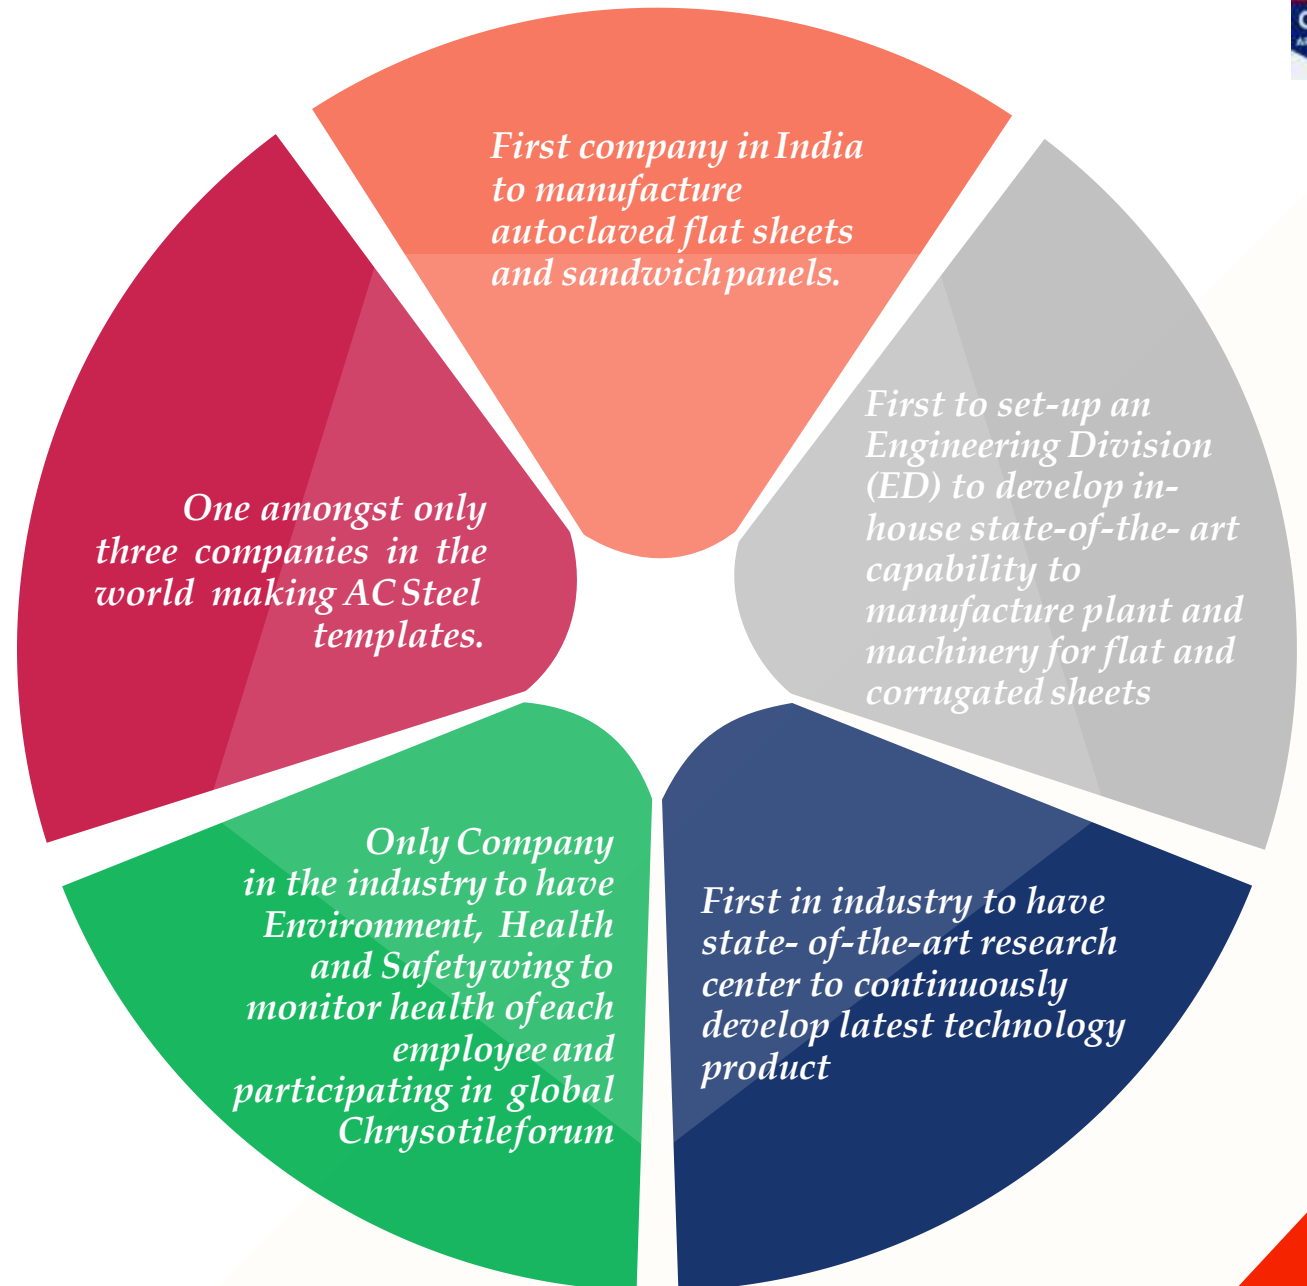 First company in India
to manufacture
autoclaved flat sheets
and sandwich panels.
First to set-up an
Engineering Division
(ED) to develop in-
house state-of-the- art
capability to
manufacture plant and
machinery for flat and
corrugated sheets
First in industry to have
state- of-the-art research
center to continuously
develop latest technology
product
Only Company
in the industry to have
Environment, Health
and Safety wing to
monitor health of each
employee and
participating in global
Chrysotile forum
One amongst only
three companies in the
world making AC Steel
templates.